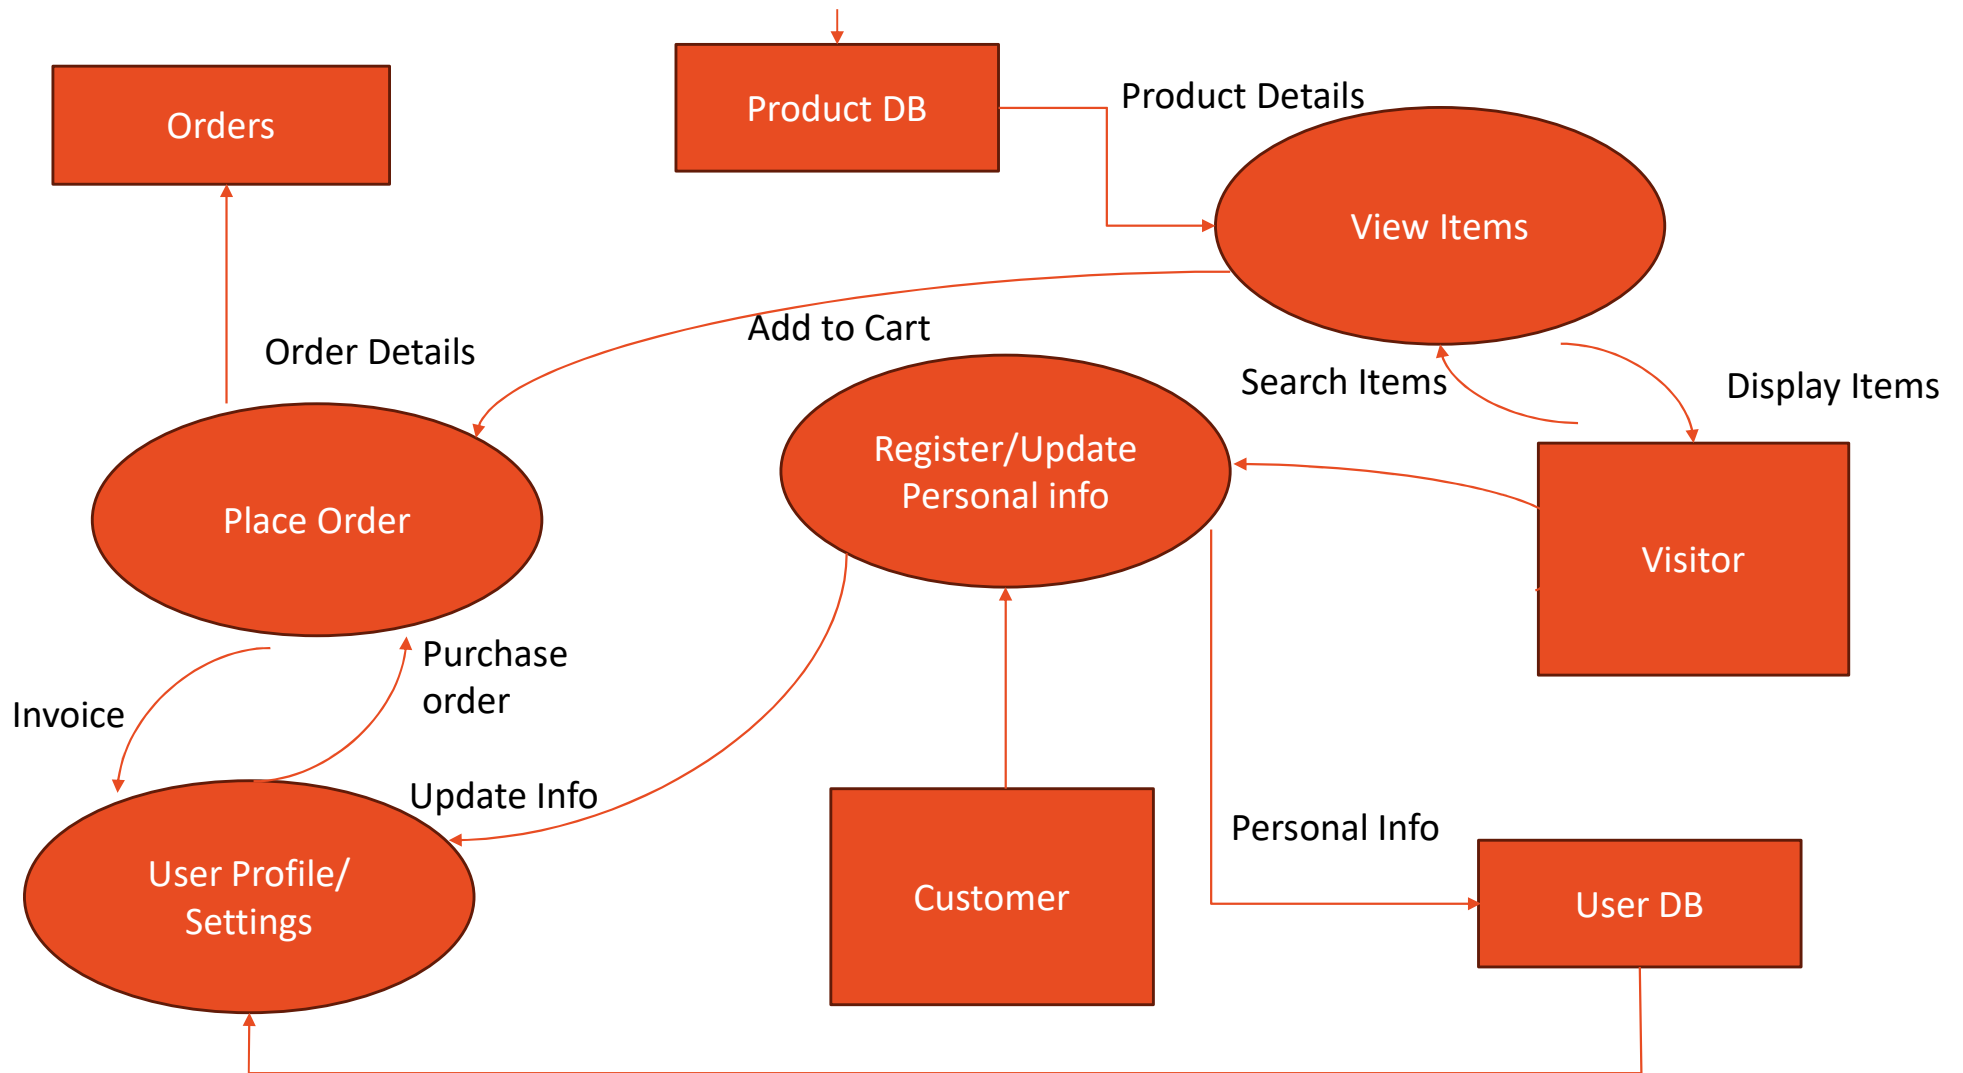 Orders
Product DB
Product Details
View Items
Add to Cart
Order Details
Search Items
Display Items
Register/Update
Personal info
Place Order
Visitor
Purchase
order
Invoice
Update Info
Personal Info
User Profile/
Settings
Customer
User DB